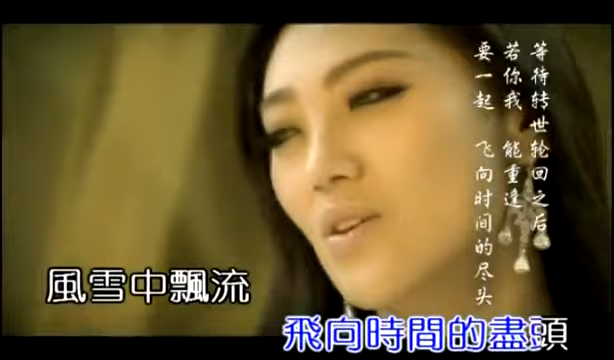 等待转世轮回之后
若你我 能重逢
要一起 飞向时间的尽头
風雪中飄流
飛向時間的盡頭